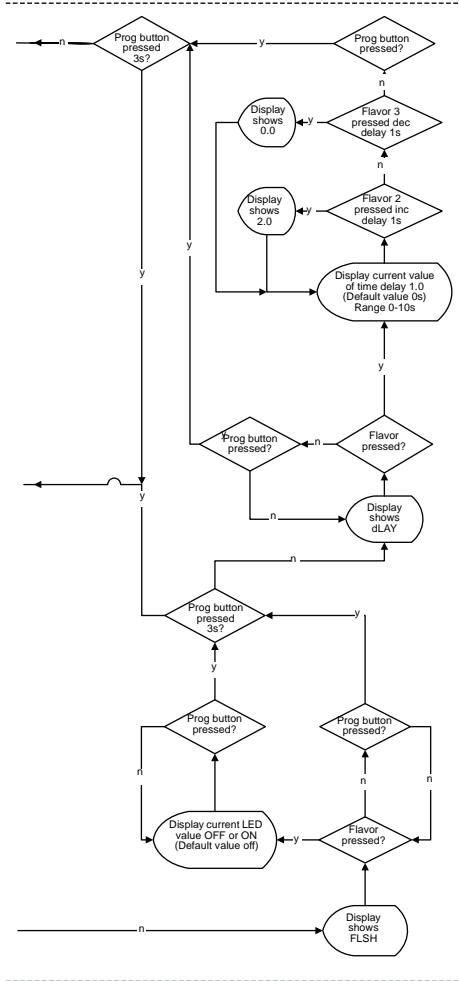 Prog button
pressed
3s?
n
y
Prog button
pressed?
n
Display
shows
0.0
y
Flavor 3
pressed dec
delay 1s
n
Display
shows
2.0
y
Flavor 2
pressed inc
delay 1s
y
y
Display current value
of time delay 1.0
(Default value 0s)
Range 0-10s
y
y
Prog button
pressed?
n
Flavor
pressed?
y
n
Display
shows
dLAY
n
Prog button
pressed
3s?
y
y
Prog button
pressed?
Prog button
pressed?
n
n
n
Display current LED
value OFF or ON
(Default value off)
y
Flavor
pressed?
Display
shows
FLSH
n